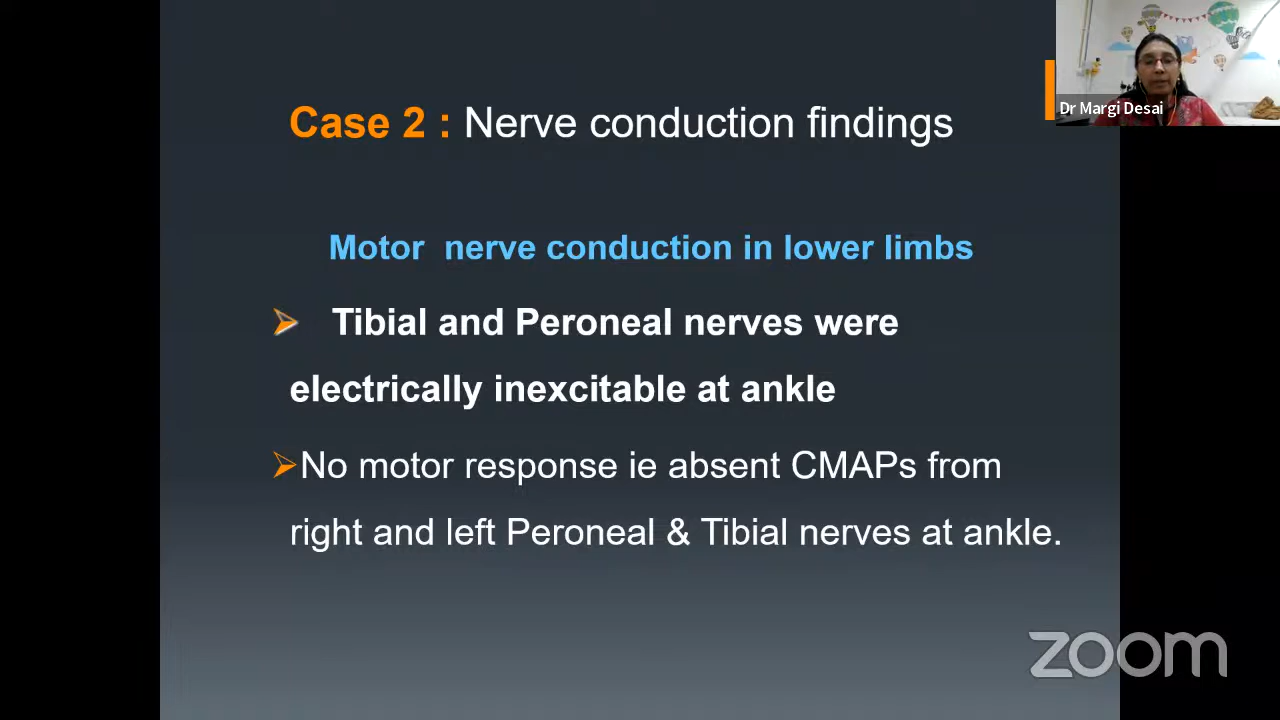 Dr Margi Desai
Case 2 : Nerve conduction findings
Motor nerve conduction in lower limbs
Tibial and Peroneal nerves were
electrically inexcitable at ankle
No motor response ie absent CMAPs from
right and left Peroneal & Tibial nerves at ankle.
zoom